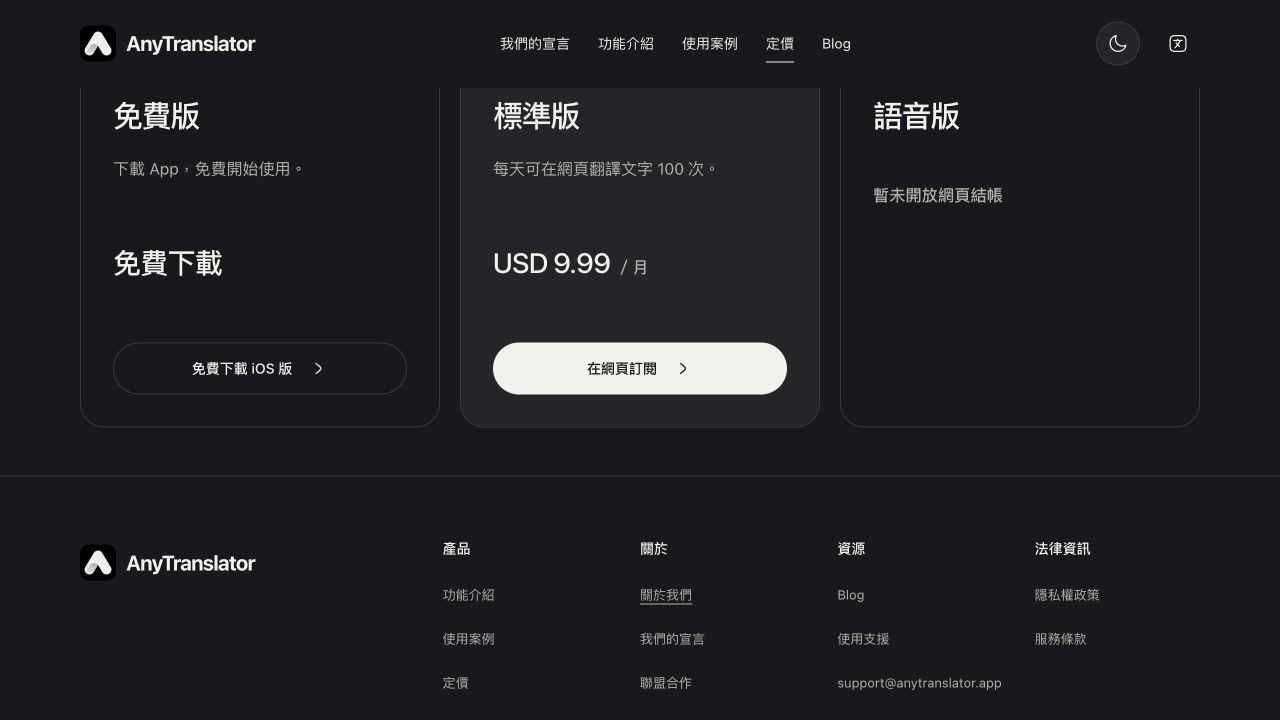 AnyTranslator
我們的宣言
功能介紹
使用案例
定價
Blog
免費版
下載 App，免費開始使用。
免費下載
免費下載 iOS 版
標準版
每天可在網頁翻譯文字 100 次。
USD 9.99 / 月
在網頁訂閱
語音版
暫未開放網頁結帳
AnyTranslator
產品
功能介紹
使用案例
定價
關於
關於我們
我們的宣言
聯盟合作
資源
Blog
使用支援
support@anytranslator.app
法律資訊
隱私權政策
服務條款